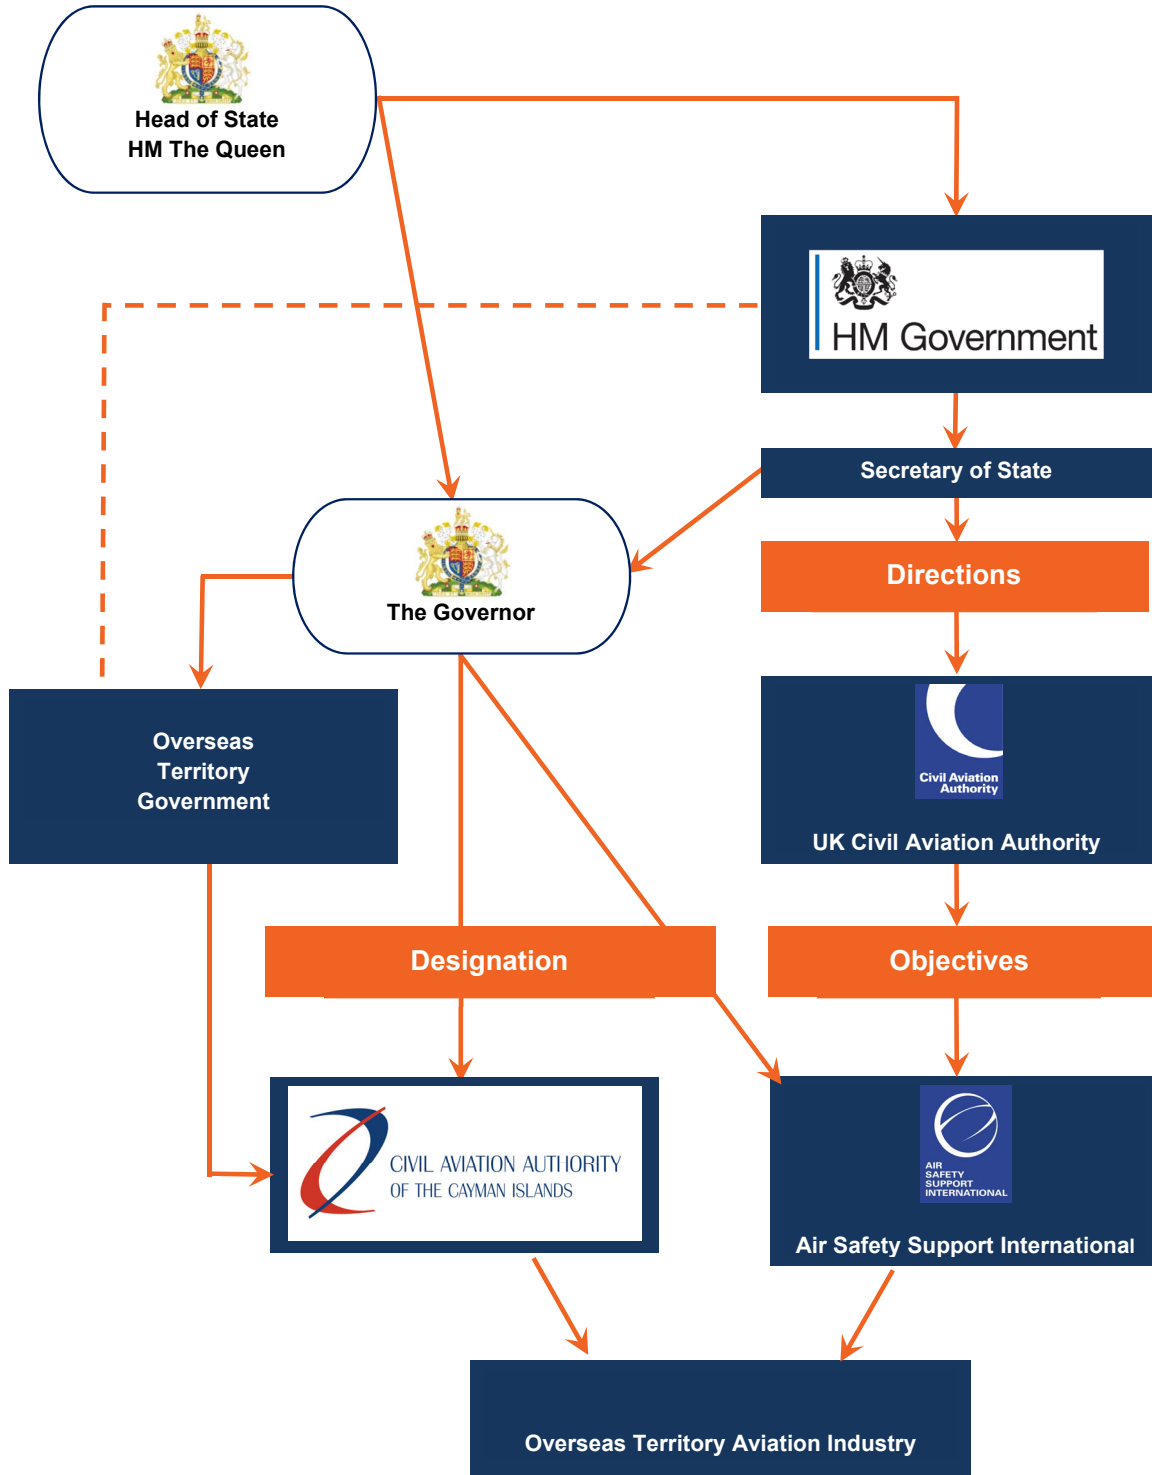 Head of State
HM The Queen
HM Government
Secretary of State
Directions
The Governor
Overseas
Territory
Government
Civil Aviation
Authority
UK Civil Aviation Authority
Designation
Objectives
CIVIL AVIATION AUTHORITY
OF THE CAYMAN ISLANDS
AIR
SAFETY
SUPPORT
INTERNATIONAL
Air Safety Support International
Overseas Territory Aviation Industry